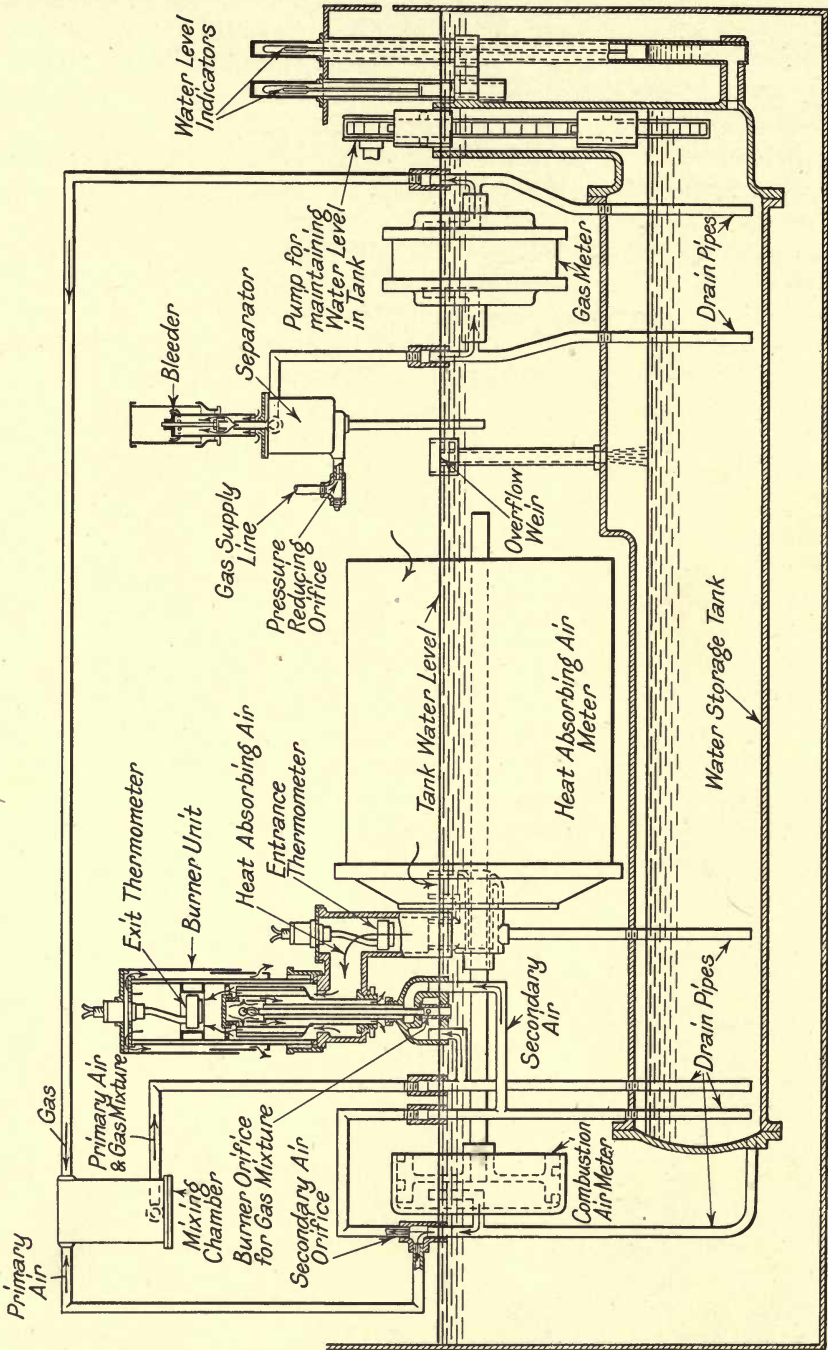 Water Level
Indicators
Pump for
maintaining
Water Level
in Tank
Gas Meter
Drain Pipes
Bleeder
Separator
Gas Supply
Line
Pressure
Reducing
Orifice
Overflow
Weir
Tank Water Level
Heat Absorbing Air
Meter
Water Storage Tank
Exit Thermometer
Burner Unit
Heat Absorbing Air
Entrance
Thermometer
Secondary
Air
Drain Pipes
Gas
Primary Air
& Gas Mixture
Mixing
Chamber
Burner Orifice
for Gas Mixture
Secondary Air
Orifice
Combustion
Air Meter
Primary
Air